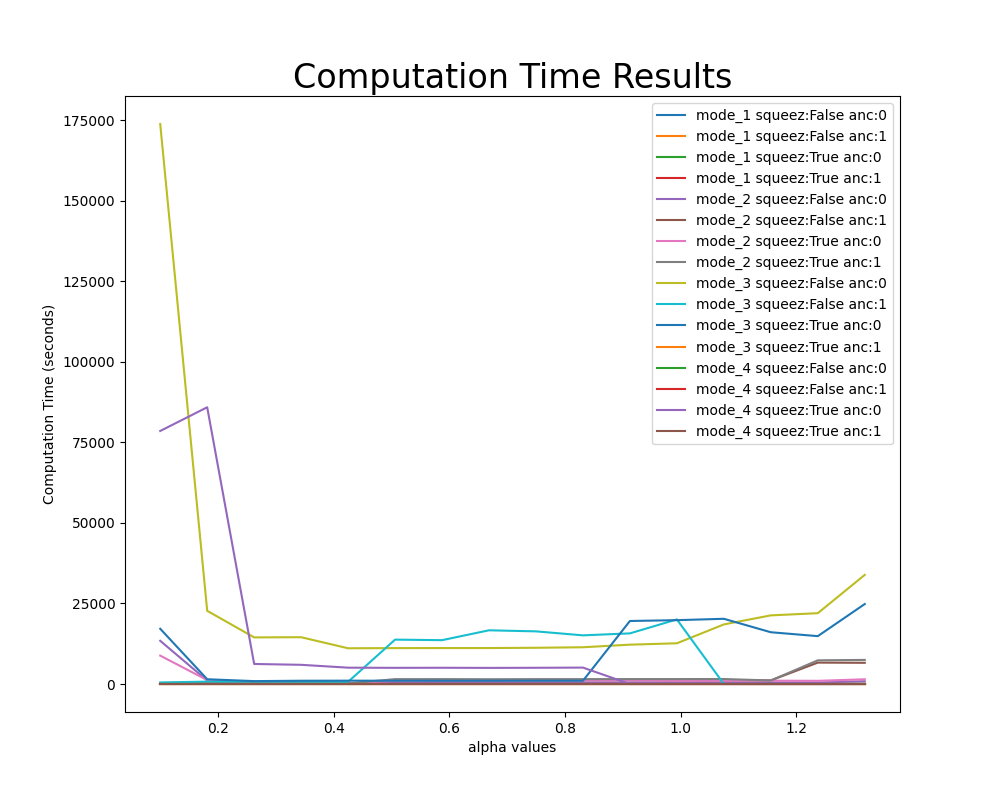 Computation Time Results
175000
150000
125000
100000
75000
50000
25000
0
Computation Time (seconds)
mode_1 squeez:False anc:0
mode_1 squeez:False anc:1
mode_1 squeez:True anc:0
mode_1 squeez:True anc:1
mode_2 squeez:False anc:0
mode_2 squeez:False anc:1
mode_2 squeez:True anc:0
mode_2 squeez:True anc:1
mode_3 squeez:False anc:0
mode_3 squeez:False anc:1
mode_3 squeez:True anc:0
mode_3 squeez:True anc:1
mode_4 squeez:False anc:0
mode_4 squeez:False anc:1
mode_4 squeez:True anc:0
mode_4 squeez:True anc:1
0.2 0.4 0.6 0.8 1.0 1.2
alpha values